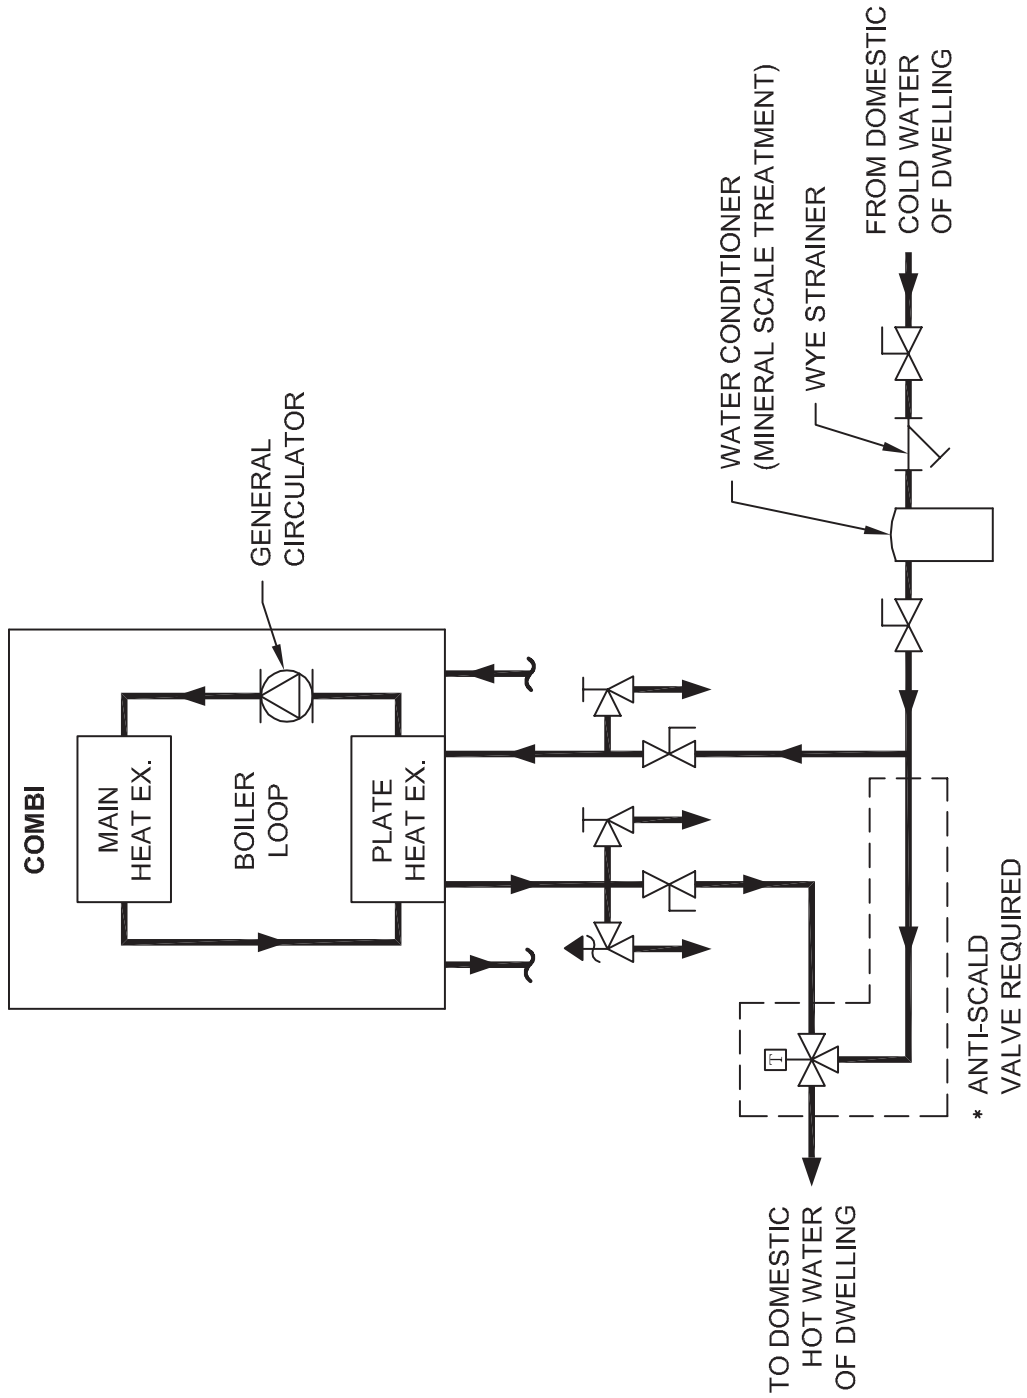 COMBI
MAIN
HEAT EX.
BOILER
LOOP
PLATE
HEAT EX.
GENERAL
CIRCULATOR
WATER CONDITIONER
(MINERAL SCALE TREATMENT)
WYE STRAINER
FROM DOMESTIC
COLD WATER
OF DWELLING
T
* ANTI-SCALD
VALVE REQUIRED
TO DOMESTIC
HOT WATER
OF DWELLING